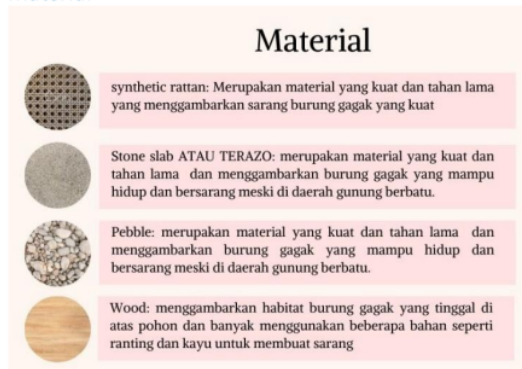 Material
synthetic rattan: Merupakan material yang kuat dan tahan lama
yang menggambarkan sarang burung gagak yang kuat
Stone slab ATAU TERAZO: merupakan material yang kuat dan
tahan lama dan menggambarkan burung gagak yang mampu
hidup dan bersarang meski di daerah gunung berbatu.
Pebble: merupakan material yang kuat dan tahan lama dan
menggambarkan burung gagak yang mampu hidup dan
bersarang meski di daerah gunung berbatu.
Wood: menggambarkan habitat burung gagak yang tinggal di
atas pohon dan banyak menggunakan beberapa bahan seperti
ranting dan kayu untuk membuat sarang